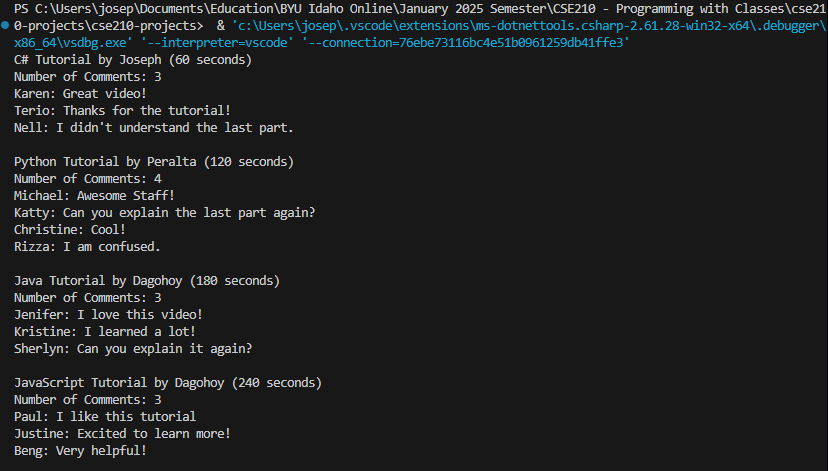 PS C:\Users\josep\Documents\Education\BYU Idaho Online\January 2025 Semester\CSE210 - Programming with Classes\cse21
0-projects\cse210-projects>  & 'c:\Users\josep\.vscode\extensions\ms-dotnettools.csharp-2.61.28-win32-x64\.debugger\
x86_64\vsdbg.exe' '--interpreter=vscode' '--connection=76ebe73116bc4e51b0961259db41ffe3'
C# Tutorial by Joseph (60 seconds)
Number of Comments: 3
Karen: Great video!
Terio: Thanks for the tutorial!
Nell: I didn't understand the last part.

Python Tutorial by Peralta (120 seconds)
Number of Comments: 4
Michael: Awesome Staff!
Katty: Can you explain the last part again?
Christine: Cool!
Rizza: I am confused.

Java Tutorial by Dagohoy (180 seconds)
Number of Comments: 3
Jenifer: I love this video!
Kristine: I learned a lot!
Sherlyn: Can you explain it again?

JavaScript Tutorial by Dagohoy (240 seconds)
Number of Comments: 3
Paul: I like this tutorial
Justine: Excited to learn more!
Beng: Very helpful!